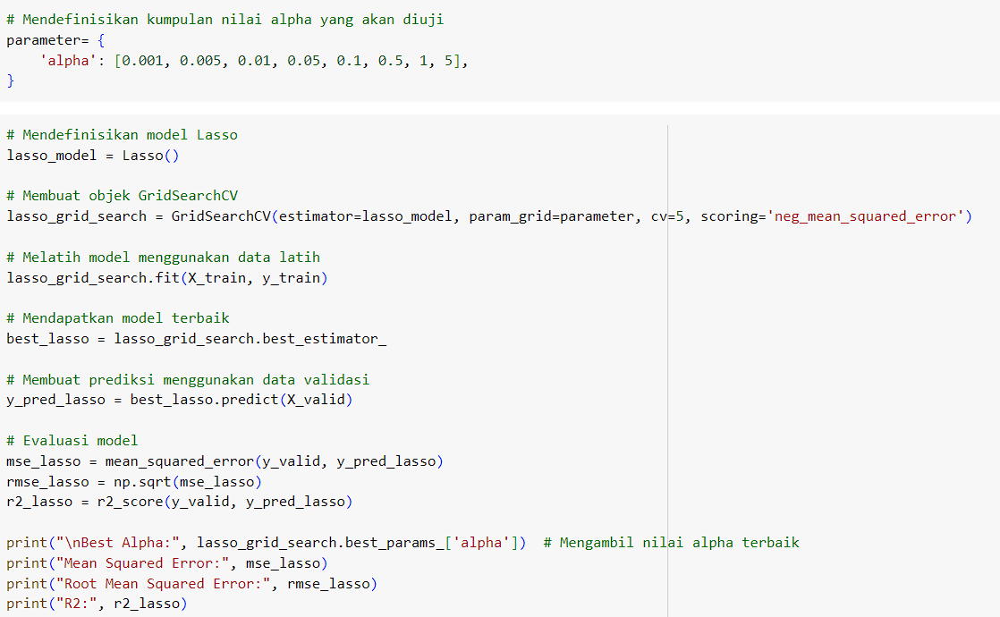 # Mendefinisikan kumpulan nilai alpha yang akan diuji
parameter= {
    'alpha': [0.001, 0.005, 0.01, 0.05, 0.1, 0.5, 1, 5],
}
# Mendefinisikan model Lasso
lasso_model = Lasso()
# Membuat objek GridSearchCV
lasso_grid_search = GridSearchCV(estimator=lasso_model, param_grid=parameter, cv=5, scoring='neg_mean_squared_error')
# Melatih model menggunakan data latih
lasso_grid_search.fit(X_train, y_train)
# Mendapatkan model terbaik
best_lasso = lasso_grid_search.best_estimator_
# Membuat prediksi menggunakan data validasi
y_pred_lasso = best_lasso.predict(X_valid)
# Evaluasi model
mse_lasso = mean_squared_error(y_valid, y_pred_lasso)
rmse_lasso = np.sqrt(mse_lasso)
r2_lasso = r2_score(y_valid, y_pred_lasso)
print("\nBest Alpha:", lasso_grid_search.best_params_['alpha'])  # Mengambil nilai alpha terbaik
print("Mean Squared Error:", mse_lasso)
print("Root Mean Squared Error:", rmse_lasso)
print("R2:", r2_lasso)